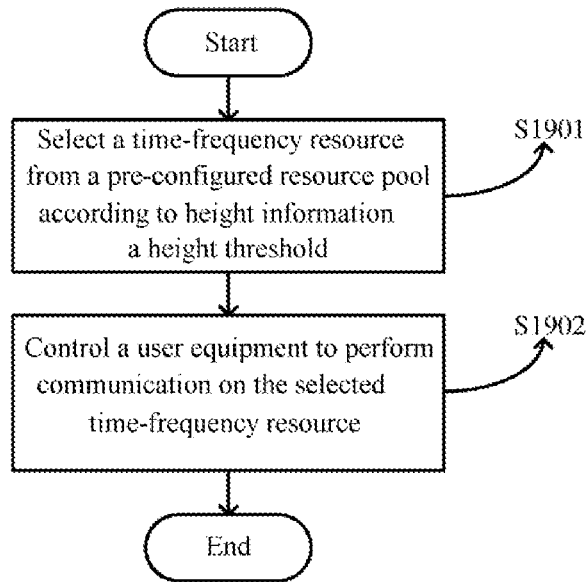 Start
Select a time-frequency resource
from a pre-configured resource pool
according to height information
a height threshold
S1901
Control a user equipment to perform
communication on the selected
time-frequency resource
S1902
End